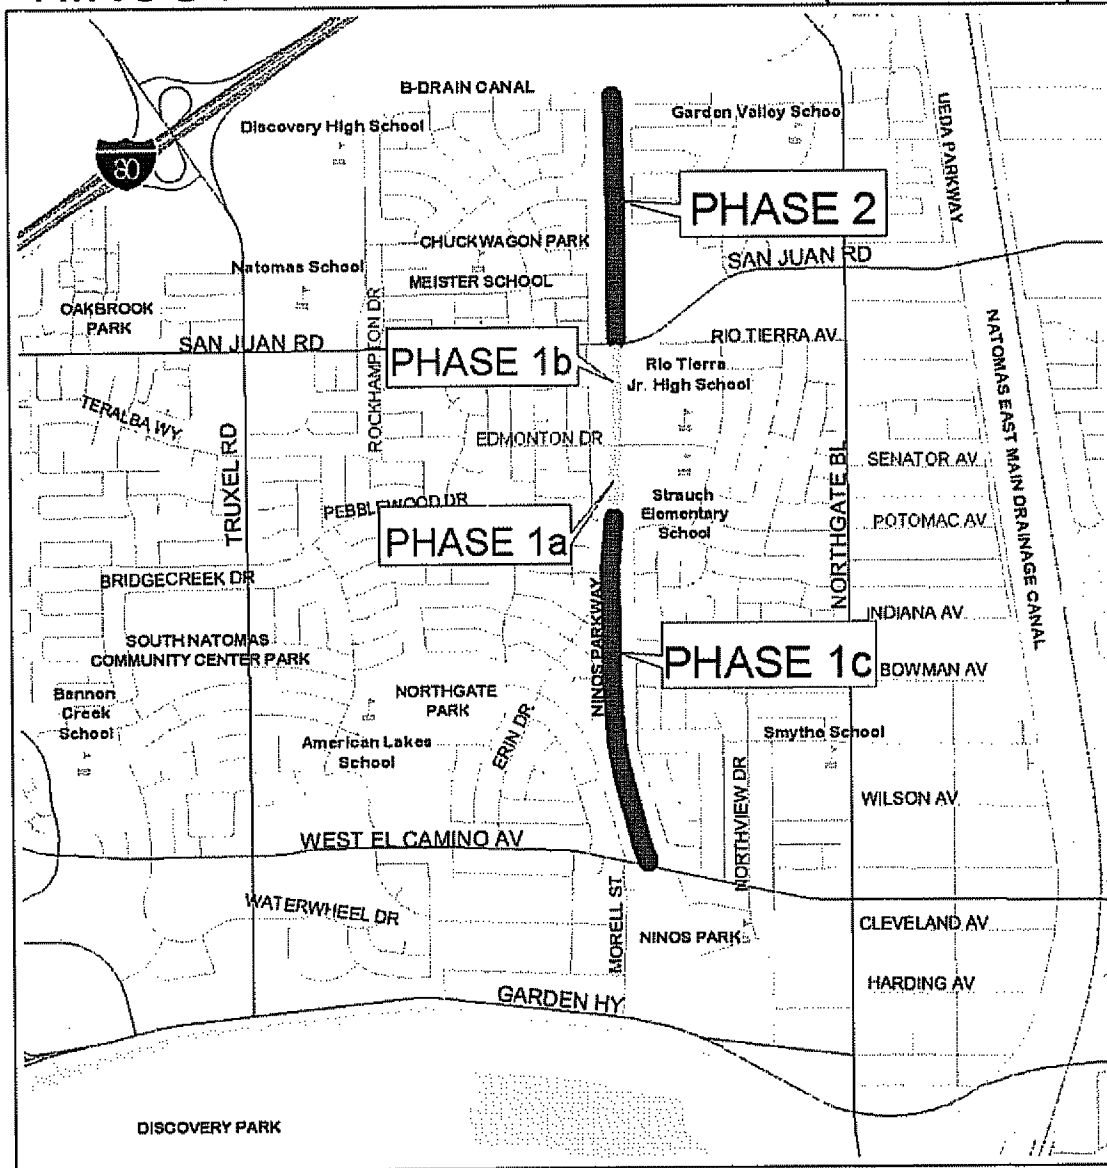 B-DRAIN CANAL
Discovery High School
Garden Valley School
80
UEDA PARKWAY
PHASE 2
CHUCKWAGON PARK
SAN JUAN RD
Natomas School
MEISTER SCHOOL
OAKBROOK
PARK
ROCKHAMPTON DR
NATOMAS EAST MAIN DRAINAGE CANAL
SAN JUAN RD
RIO TIERRA AV
PHASE 1b
Rio Tierra
Jr. High School
TERALBA WY
TRUXEL RD
EDMONTON DR
NORTHGATE BL
SENATOR AV
PEBBLEWOOD DR
Strauch
Elementary
School
POTOMAC AV
PHASE 1a
BRIDGECREEK DR
NINOS PARKWAY
INDIANA AV
SOUTH NATOMAS
COMMUNITY CENTER PARK
PHASE 1c
BOWMAN AV
Bannon
Creek
School
NORTHGATE
PARK
ERIN DR
Smythe School
American Lakes
School
NORTHVIEW DR
WILSON AV
WEST EL CAMINO AV
WATERWHEEL DR
MORELL ST
NINOS PARK
CLEVELAND AV
HARDING AV
GARDEN HY
DISCOVERY PARK